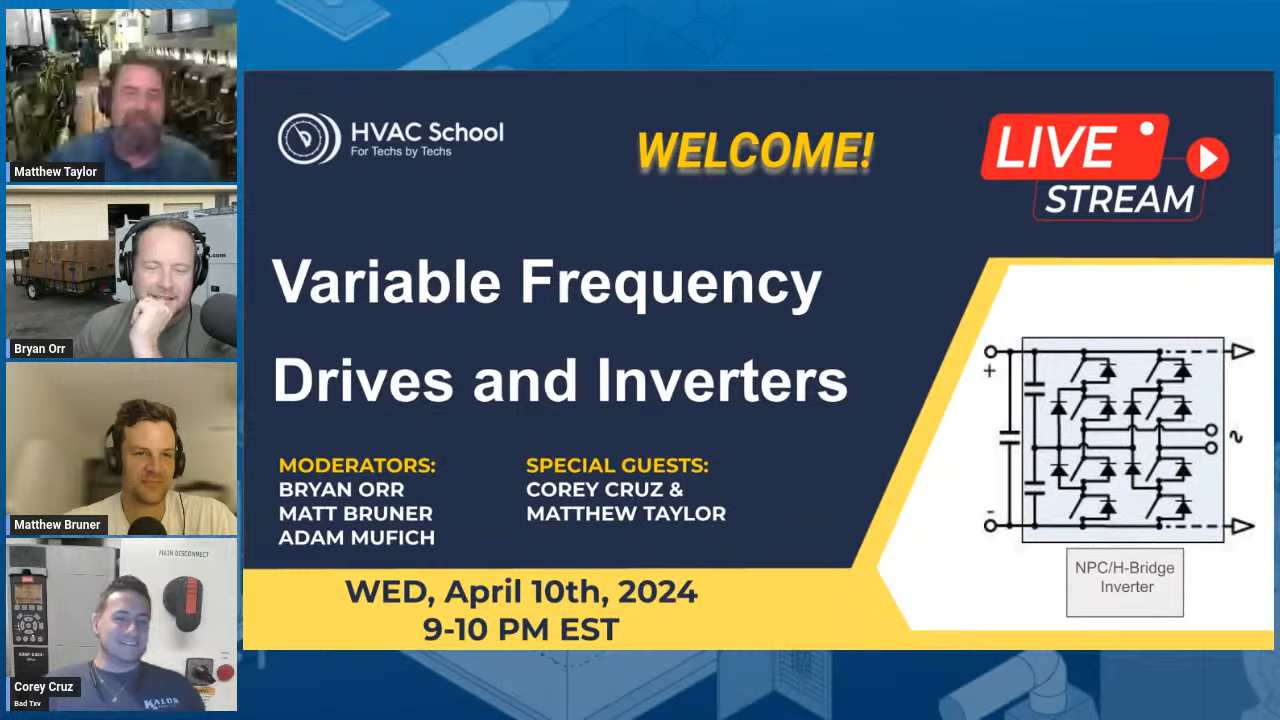 Matthew Taylor
.com
Bryan Orr
Matthew Bruner
MAIN DISCONNECT
Corey Cruz
Bad Txv
KALOS
HVAC School
For Techs by Techs
WELCOME!
LIVE
STREAM
Variable Frequency
Drives and Inverters
MODERATORS:
BRYAN ORR
MATT BRUNER
ADAM MUFICH
SPECIAL GUESTS:
COREY CRUZ &
MATTHEW TAYLOR
+
-
~
NPC/H-Bridge
Inverter
WED, April 10th, 2024
9-10 PM EST